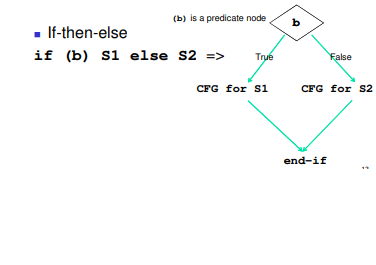 (b) is a predicate node
b
If-then-else
if (b) S1 else S2 =>
True
False
CFG for S1
CFG for S2
end-if